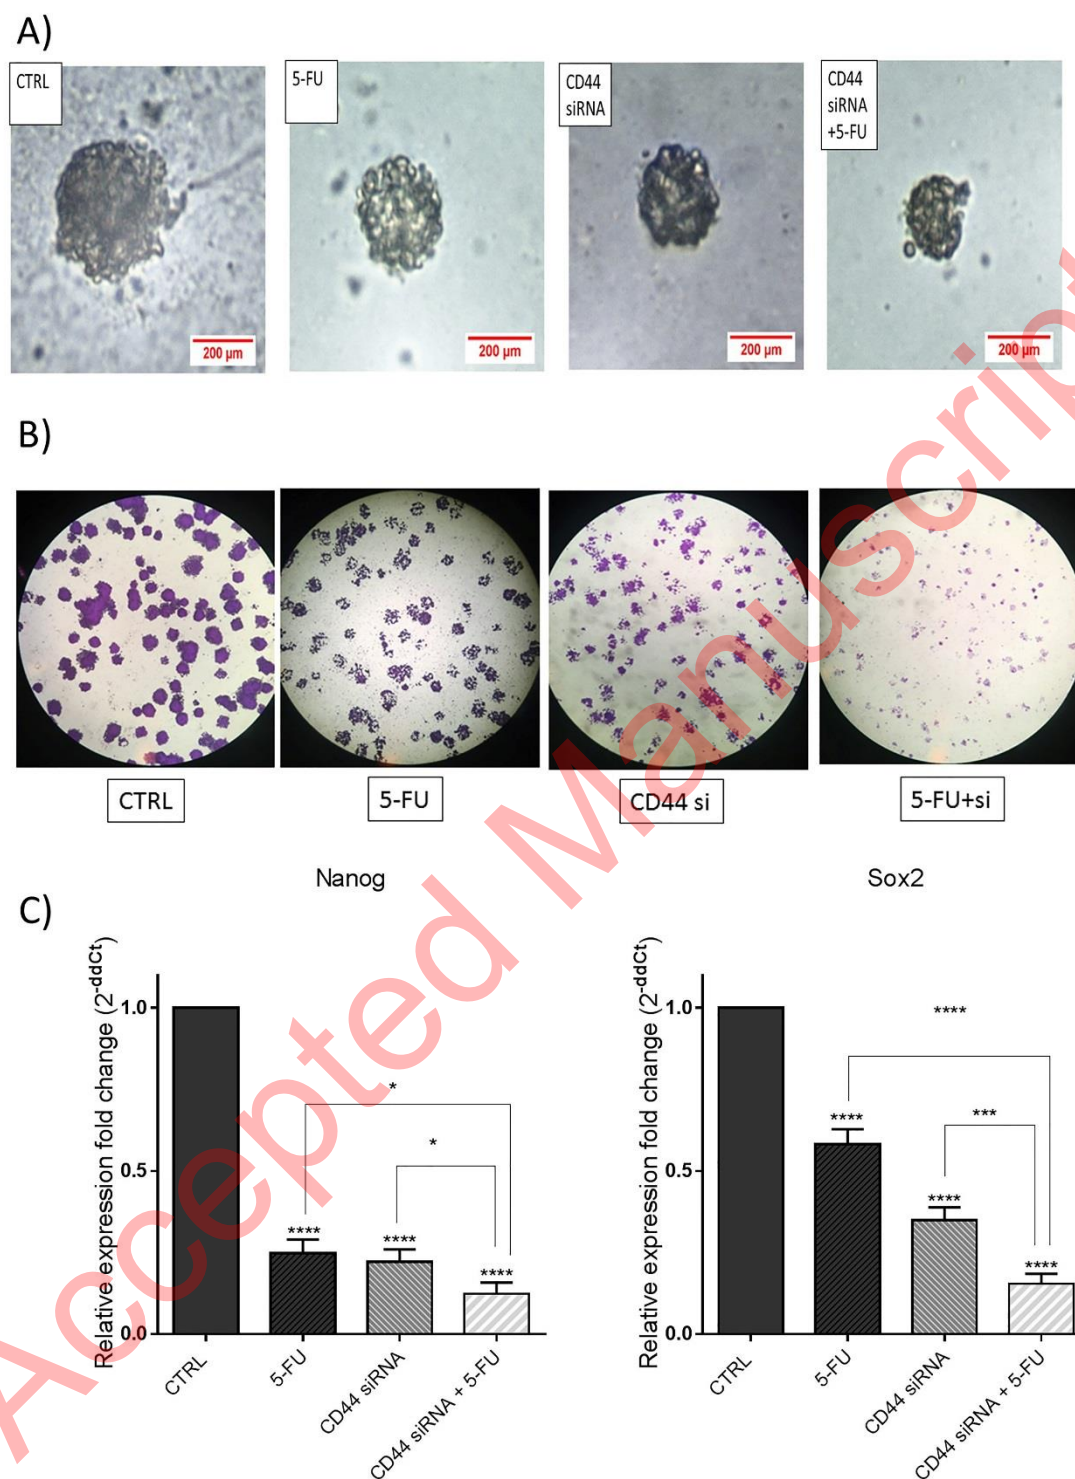 A)
CTRL
5-FU
CD44
siRNA
CD44
siRNA
+5-FU
200 µm
200 µm
200 µm
200 µm
B)
CTRL
5-FU
CD44 si
5-FU+si
C)
Nanog
Relative expression fold change (2-ddCt)
1.0
0.5
0.0
*
*
****
****
****
CTRL
5-FU
CD44 siRNA
CD44 siRNA + 5-FU
Sox2
Relative expression fold change (2-ddCt)
1.0
0.5
0.0
****
***
****
****
****
CTRL
5-FU
CD44 siRNA
CD44 siRNA + 5-FU
Accepted Manuscript